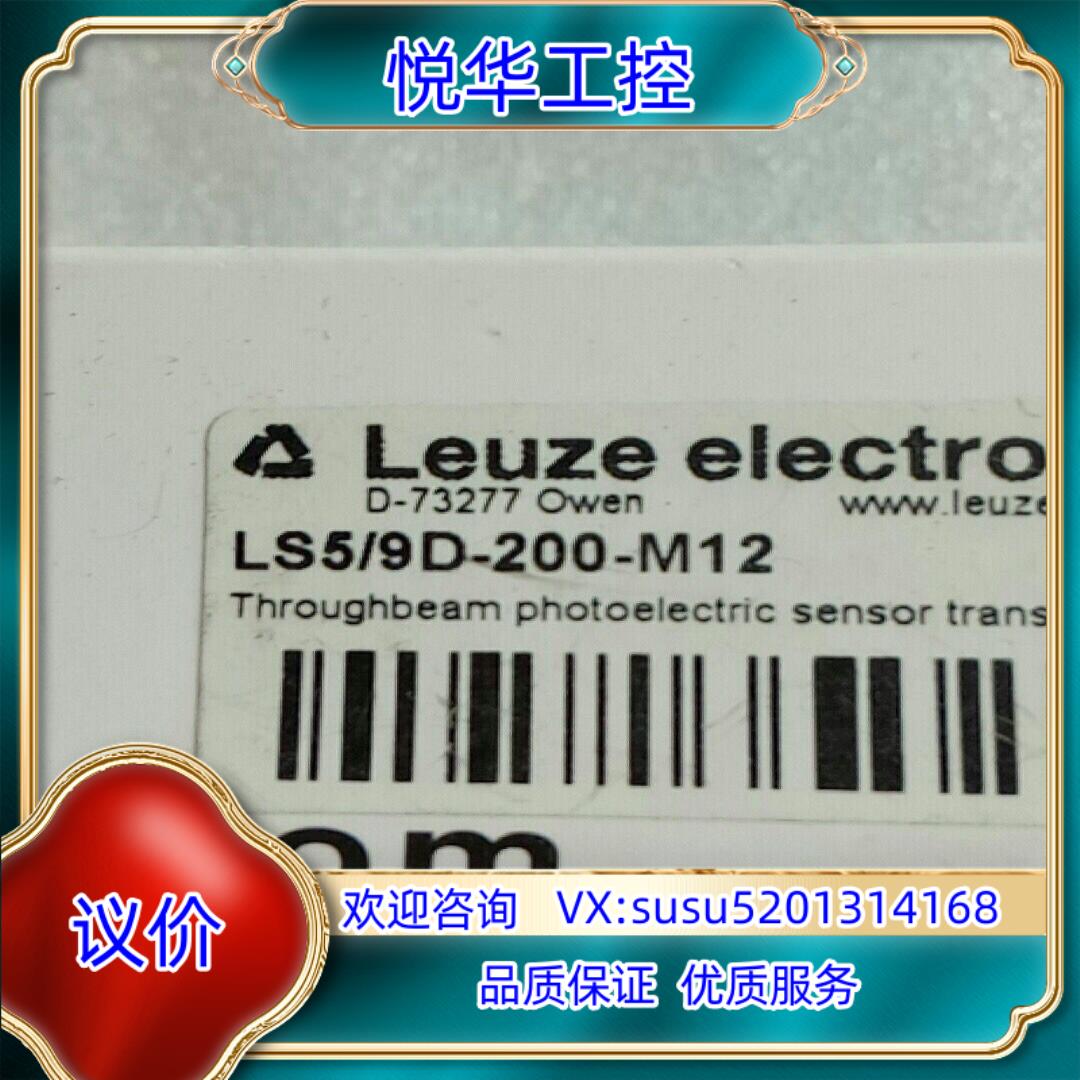 悦华工控
Leuze electro
D-73277 Owen
www.leuze
LS5/9D-200-M12
Throughbeam photoelectric sensor trans
om
议价
欢迎咨询 VX:susu5201314168
品质保证 优质服务